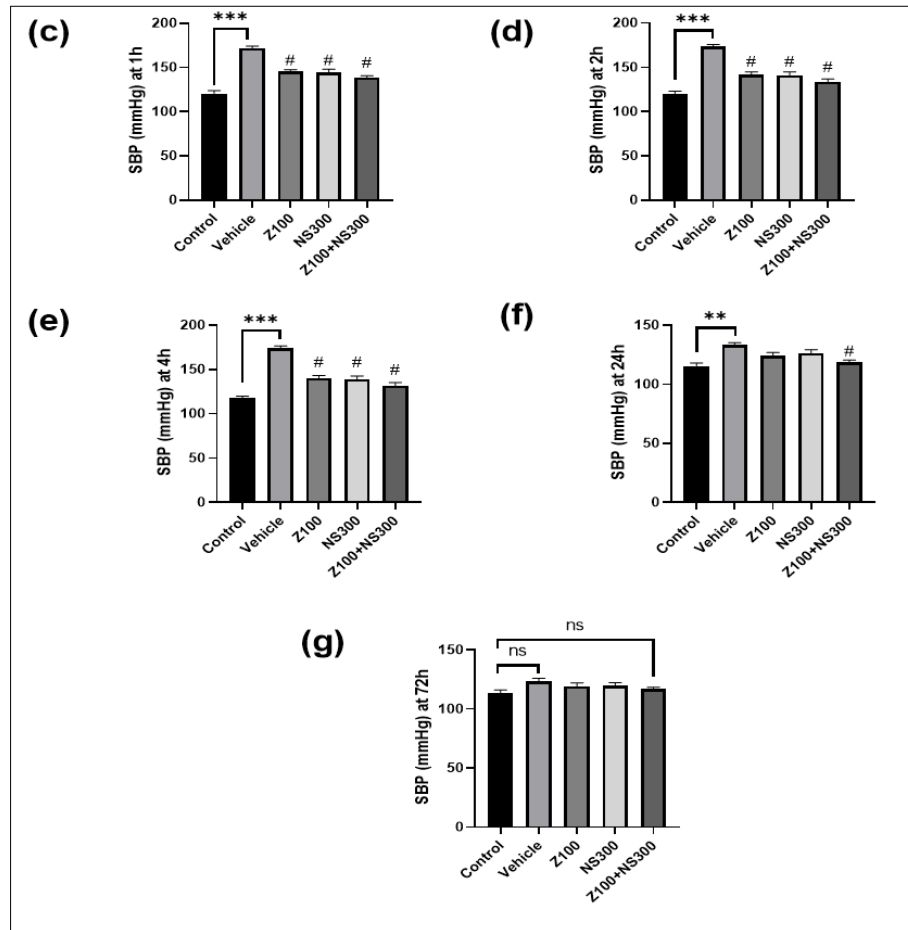 (c)
***
SBP (mmHg) at 1h
200
150
100
50
0
# # #
Control
Vehicle
Z100
NS300
Z100+NS300
(d)
***
SBP (mmHg) at 2h
200
150
100
50
0
# # #
Control
Vehicle
Z100
NS300
Z100+NS300
(e)
***
SBP (mmHg) at 4h
200
150
100
50
0
# # #
Control
Vehicle
Z100
NS300
Z100+NS300
(f)
**
SBP (mmHg) at 24h
150
100
50
0
#
Control
Vehicle
Z100
NS300
Z100+NS300
(g)
ns
ns
SBP (mmHg) at 72h
150
100
50
0
Control
Vehicle
Z100
NS300
Z100+NS300